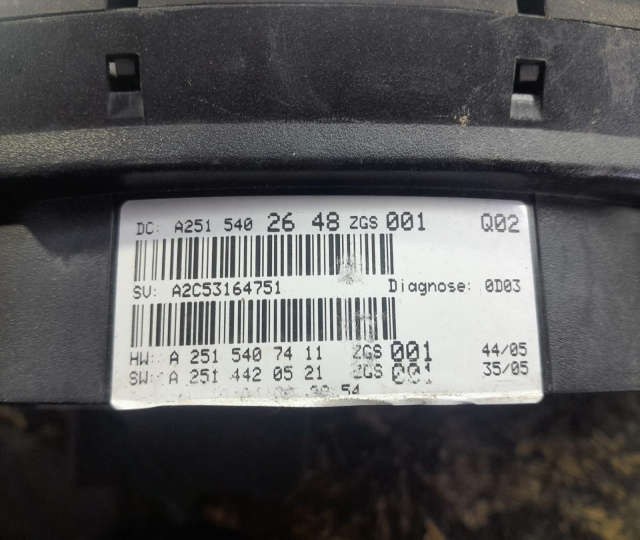 DC: A251 540 26 48 ZGS 001 Q02
SV: A2C53164751 Diagnose: 0D03
HW: A 251 540 74 11 ZGS 001 44/05
SW: A 251 442 05 21 ZGS 001 35/05